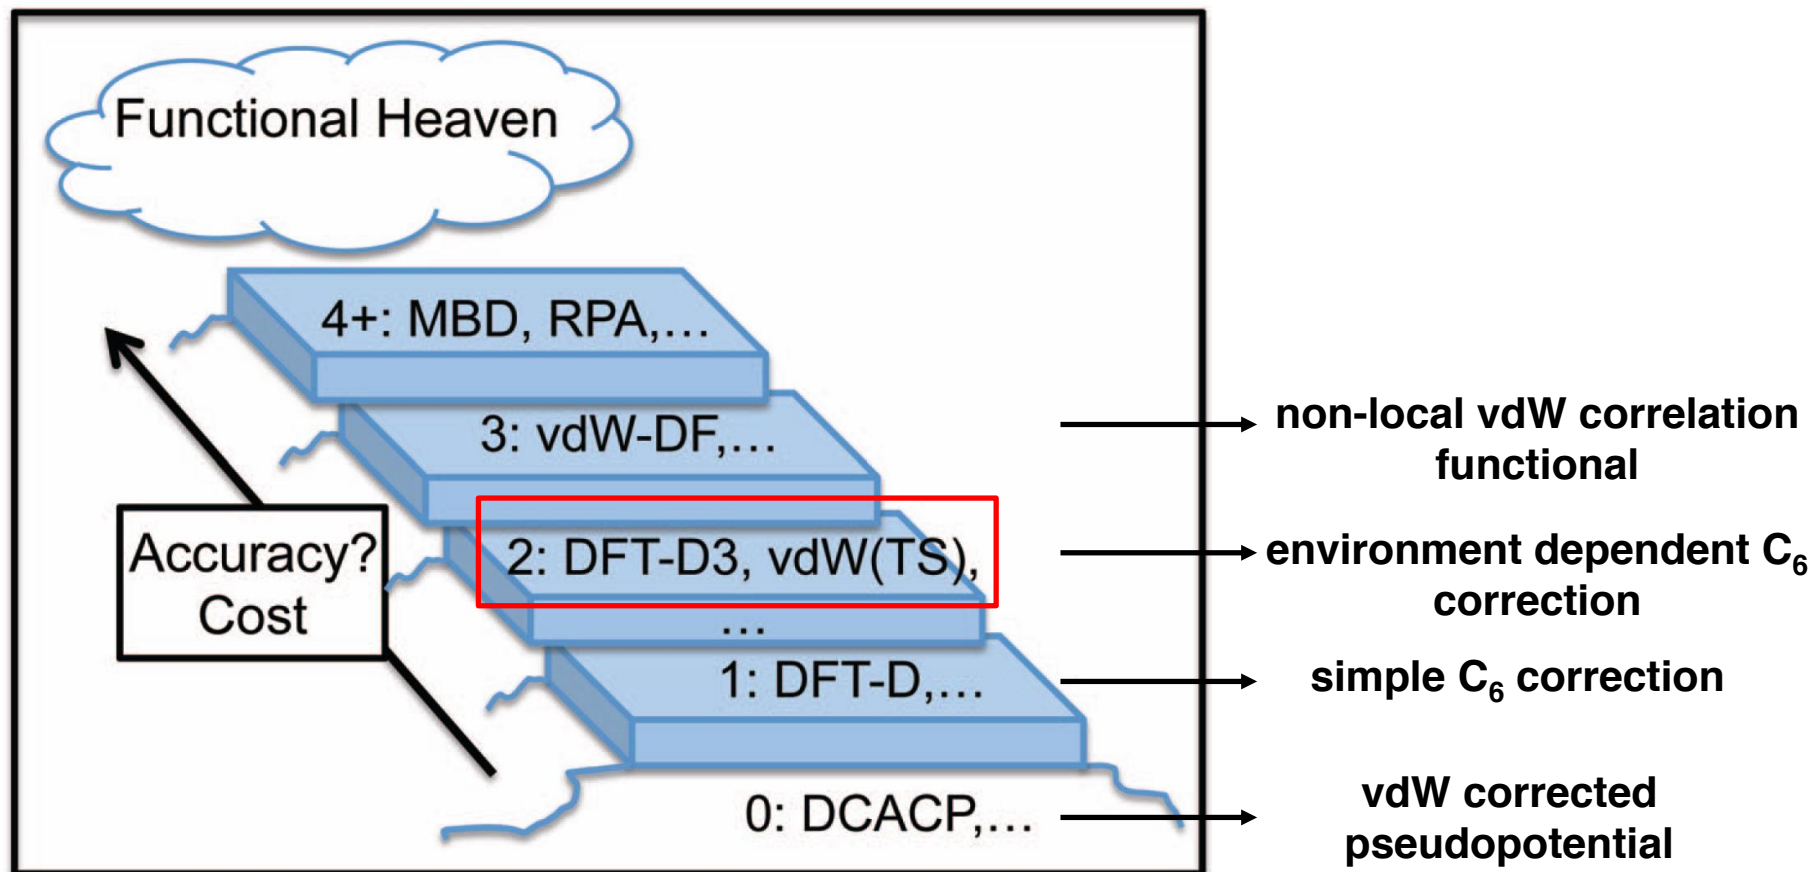 Functional Heaven
4+: MBD, RPA,…
3: vdW-DF,…
non-local vdW correlation
functional
Accuracy?
Cost
2: DFT-D3, vdW(TS),
…
environment dependent C₆
correction
1: DFT-D,…
simple C₆ correction
0: DCACP,…
vdW corrected
pseudopotential